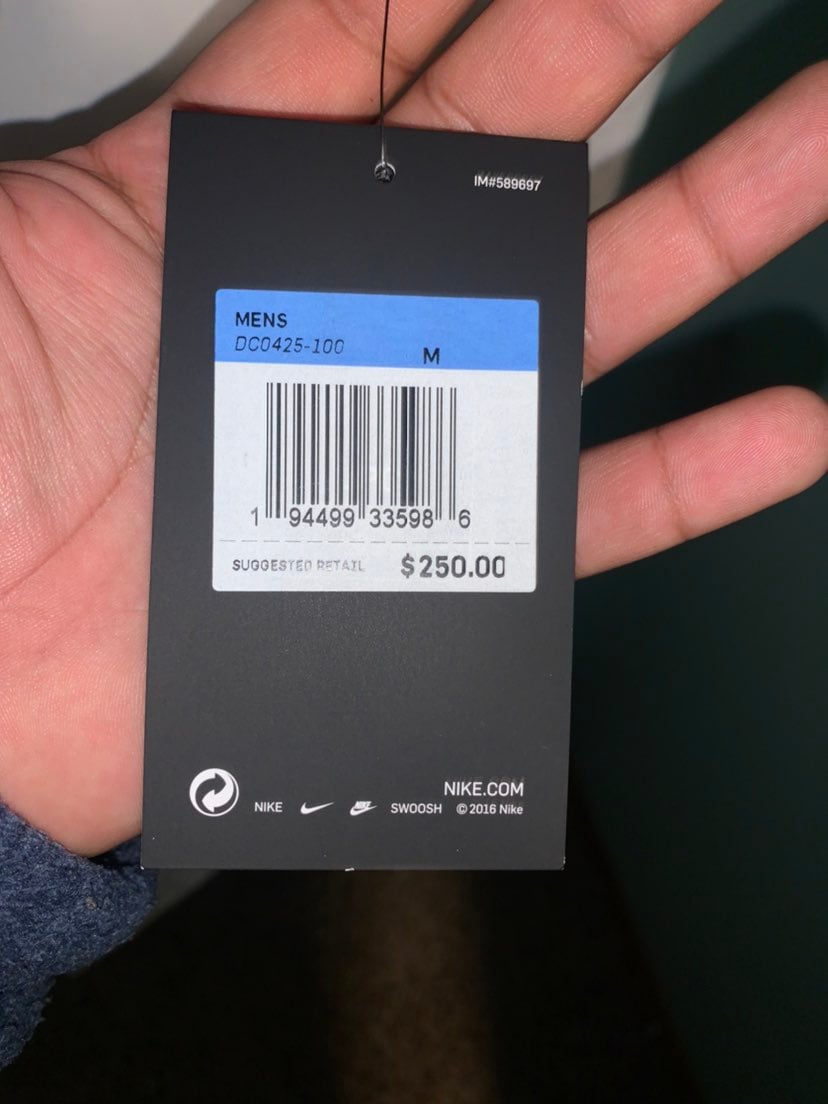 IM#589697
MENS
DC0425-100
M
1 94499 33598 6
SUGGESTED RETAIL $250.00
NIKE.COM
NIKE NIKE SWOOSH © 2016 Nike